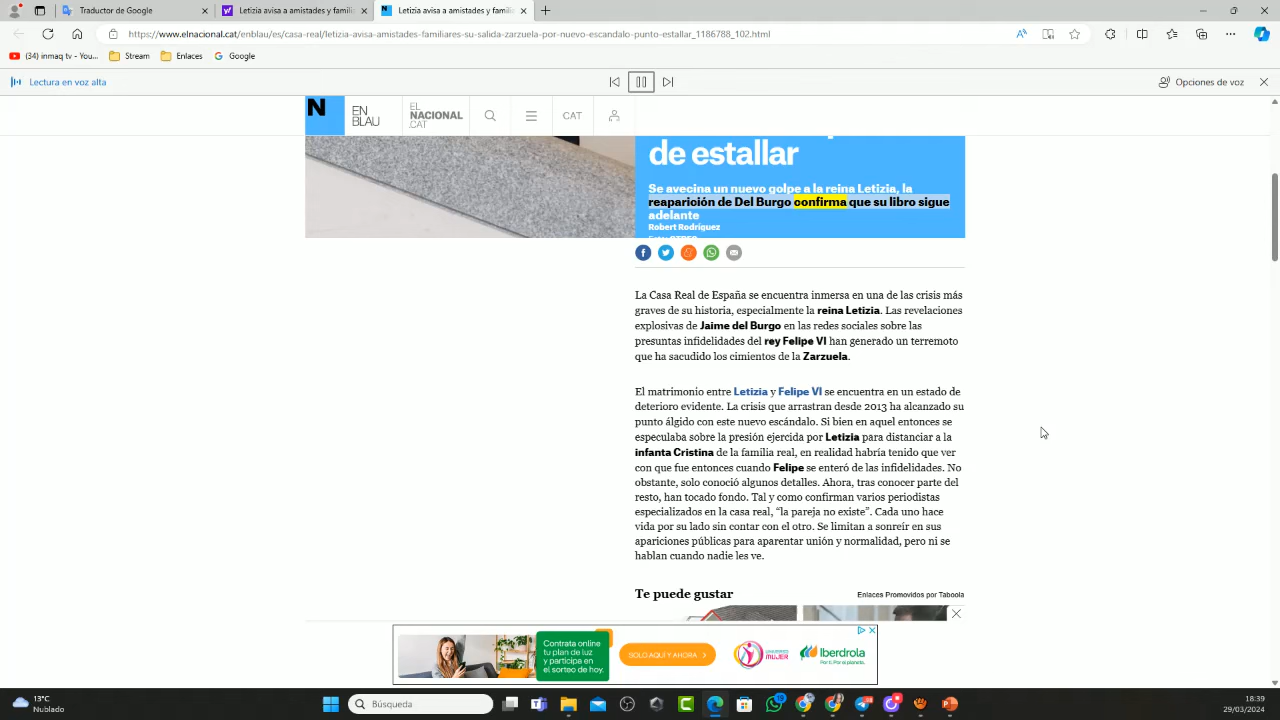 Traductor de Google
Letizia a amistades y familiares
Letizia avisa a amistades y fam
https://www.elnacional.cat/enblau/es/casa-real/letizia-avisa-amistades-familiares-su-salida-zarzuela-por-nuevo-escandalo-punto-estallar_1186788_102.html
(30) inmaq tv - You...
Stream
Enlaces
Google
Lectura en voz alta
Opciones de voz
N
EN
BLAU
EL
NACIONAL
.CAT
CAT
de estallar
Se avecina un nuevo golpe a la reina Letizia, la
reaparición de Del Burgo confirma que su libro sigue
adelante
Robert Rodríguez
La Casa Real de España se encuentra inmersa en una de las crisis más
graves de su historia, especialmente la reina Letizia. Las revelaciones
explosivas de Jaime del Burgo en las redes sociales sobre las
presuntas infidelidades del rey Felipe VI han generado un terremoto
que ha sacudido los cimientos de la Zarzuela.
El matrimonio entre Letizia y Felipe VI se encuentra en un estado de
deterioro evidente. La crisis que arrastran desde 2013 ha alcanzado su
punto álgido con este nuevo escándalo. Si bien en aquel entonces se
especulaba sobre la presión ejercida por Letizia para distanciar a la
infanta Cristina de la familia real, en realidad habría tenido que ver
con que fue entonces cuando Felipe se enteró de las infidelidades. No
obstante, solo conoció algunos detalles. Ahora, tras conocer parte del
resto, han tocado fondo. Tal y como confirman varios periodistas
especializados en la casa real, “la pareja no existe”. Cada uno hace
vida por su lado sin contar con el otro. Se limitan a sonreír en sus
apariciones públicas para aparentar unión y normalidad, pero ni se
hablan cuando nadie les ve.
Te puede gustar
Enlaces Promovidos por Taboola
Contrata online
tu plan de luz
y participa en
el sorteo de hoy.
SOLO AQUÍ Y AHORA
MUJER
Iberdrola
Por ti. Por el planeta.
13°C
Nublado
Búsqueda
18:39
29/03/2024